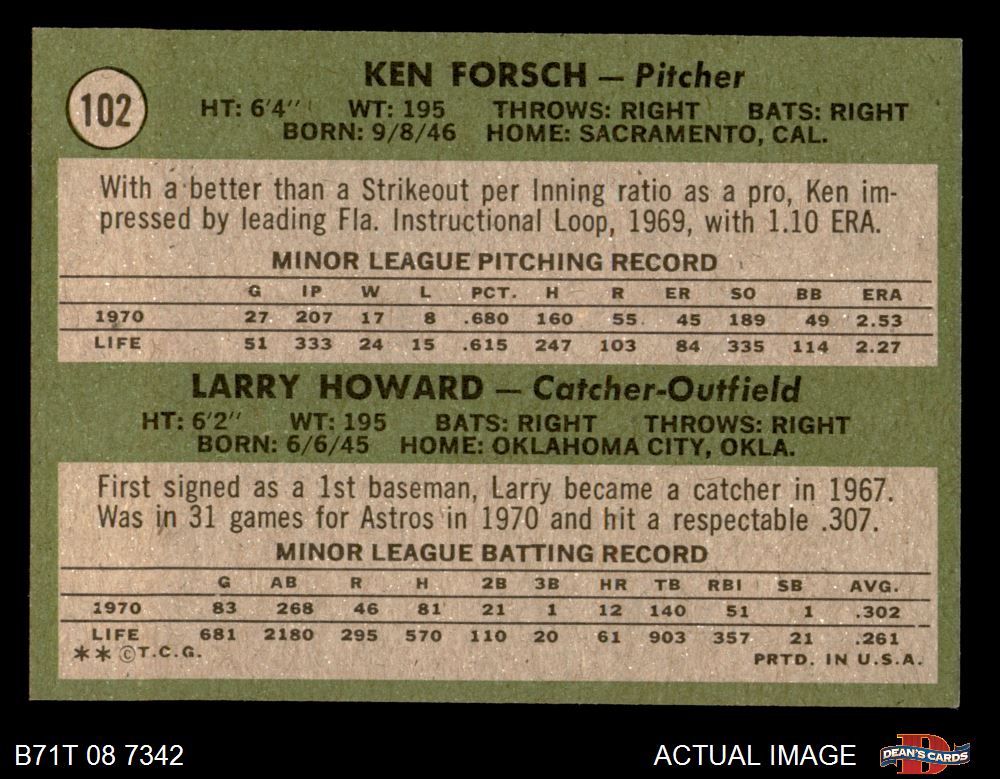 102
KEN FORSCH — Pitcher
HT: 6'4" WT: 195 THROWS: RIGHT BATS: RIGHT
BORN: 9/8/46 HOME: SACRAMENTO, CAL.
With a better than a Strikeout per Inning ratio as a pro, Ken im-
pressed by leading Fla. Instructional Loop, 1969, with 1.10 ERA.
MINOR LEAGUE PITCHING RECORD
G IP W L PCT. H R ER SO BB ERA
1970 27 207 17 8 .680 160 55 45 189 49 2.53
LIFE 51 333 24 15 .615 247 103 84 335 114 2.27
LARRY HOWARD — Catcher-Outfield
HT: 6'2" WT: 195 BATS: RIGHT THROWS: RIGHT
BORN: 6/6/45 HOME: OKLAHOMA CITY, OKLA.
First signed as a 1st baseman, Larry became a catcher in 1967.
Was in 31 games for Astros in 1970 and hit a respectable .307.
MINOR LEAGUE BATTING RECORD
G AB R H 2B 3B HR TB RBI SB AVG.
1970 83 268 46 81 21 1 12 140 51 1 .302
LIFE 681 2180 295 570 110 20 61 903 357 21 .261
** ©T.C.G. PRTD. IN U.S.A.
B71T 08 7342 ACTUAL IMAGE D DEAN'S CARDS